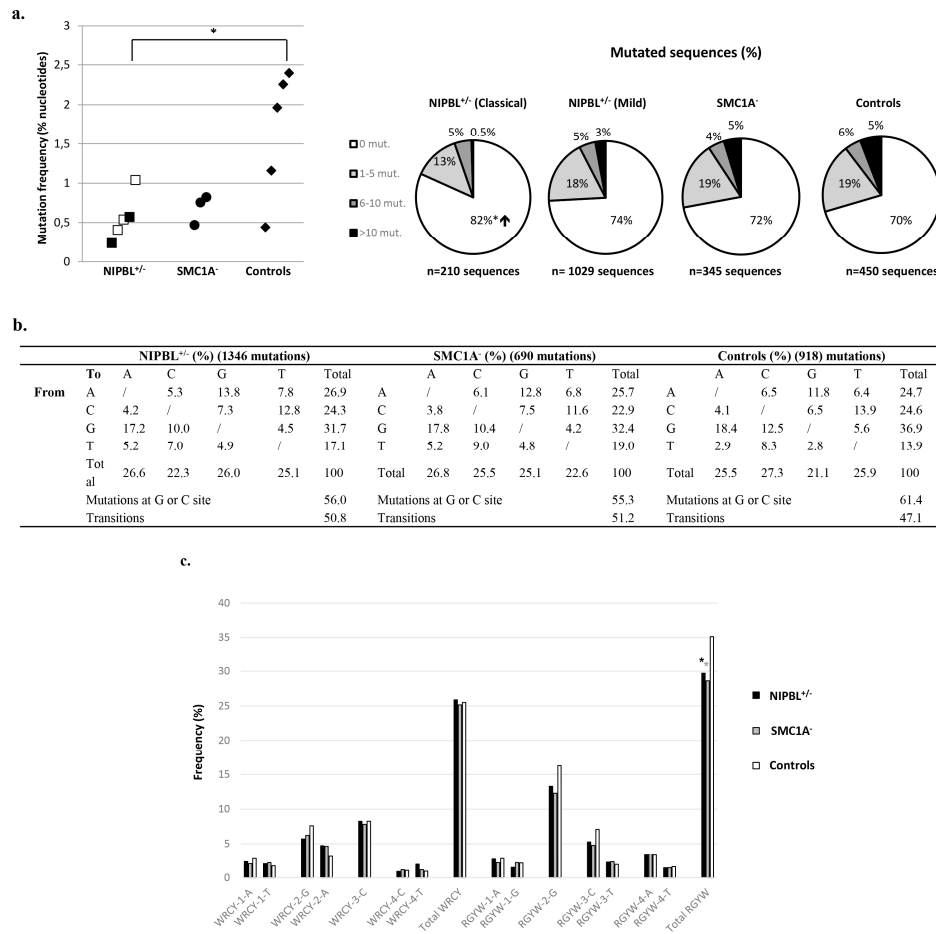 a.
3
2,5
2
1,5
1
0,5
0
Mutation frequency (% nucleotides)
*
NIPBL+/- SMC1A- Controls
Mutated sequences (%)
0 mut.
1-5 mut.
6-10 mut.
>10 mut.
NIPBL+/- (Classical)
5% 0.5%
13%
82%*↑
n=210 sequences
NIPBL+/- (Mild)
5% 3%
18%
74%
n= 1029 sequences
SMC1A-
4% 5%
19%
72%
n=345 sequences
Controls
6% 5%
19%
70%
n=450 sequences
b.
NIPBL+/- (%) (1346 mutations) SMC1A- (%) (690 mutations) Controls (%) (918) mutations)
To A C G T Total A C G T Total A C G T Total
From A / 5.3 13.8 7.8 26.9 A / 6.1 12.8 6.8 25.7 A / 6.5 11.8 6.4 24.7
C 4.2 / 7.3 12.8 24.3 C 3.8 / 7.5 11.6 22.9 C 4.1 / 6.5 13.9 24.6
G 17.2 10.0 / 4.5 31.7 G 17.8 10.4 / 4.2 32.4 G 18.4 12.5 / 5.6 36.9
T 5.2 7.0 4.9 / 17.1 T 5.2 9.0 4.8 / 19.0 T 2.9 8.3 2.8 / 13.9
Tot
al 26.6 22.3 26.0 25.1 100 Total 26.8 25.5 25.1 22.6 100 Total 25.5 27.3 21.1 25.9 100
Mutations at G or C site 56.0 Mutations at G or C site 55.3 Mutations at G or C site 61.4
Transitions 50.8 Transitions 51.2 Transitions 47.1
c.
40
35
30
25
20
15
10
5
0
Frequency (%)
* *
WRCY-1-A
WRCY-1-T
WRCY-2-G
WRCY-2-A
WRCY-3-C
WRCY-4-C
WRCY-4-T
Total WRCY
RGYW-1-A
RGYW-1-G
RGYW-2-G
RGYW-3-C
RGYW-3-T
RGYW-4-A
RGYW-4-T
Total RGYW
NIPBL+/-
SMC1A-
Controls